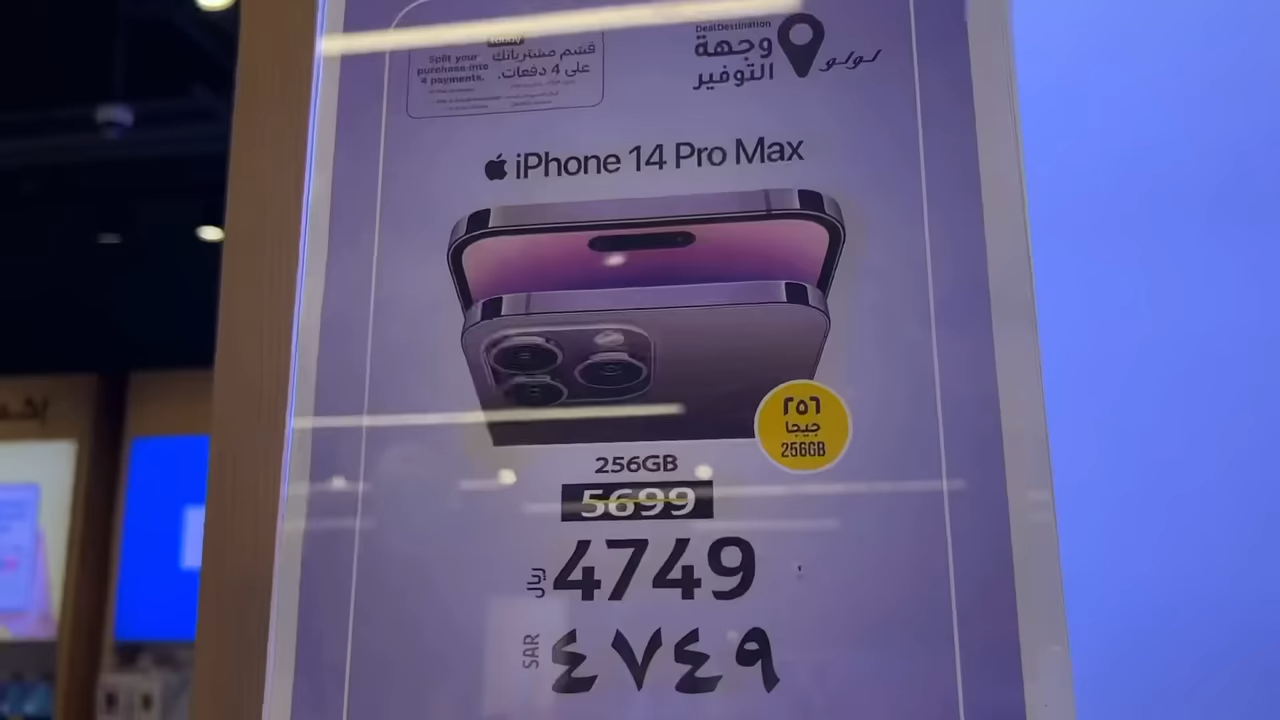 Split your
purchase into
4 payments.
قسّم مشترياتك
على 4 دفعات.
DealDestination
وجهة
التوفير
لولو
iPhone 14 Pro Max
٢٥٦
جيجا
256GB
256GB
5699
ريال 4749
SAR ٤٧٤٩